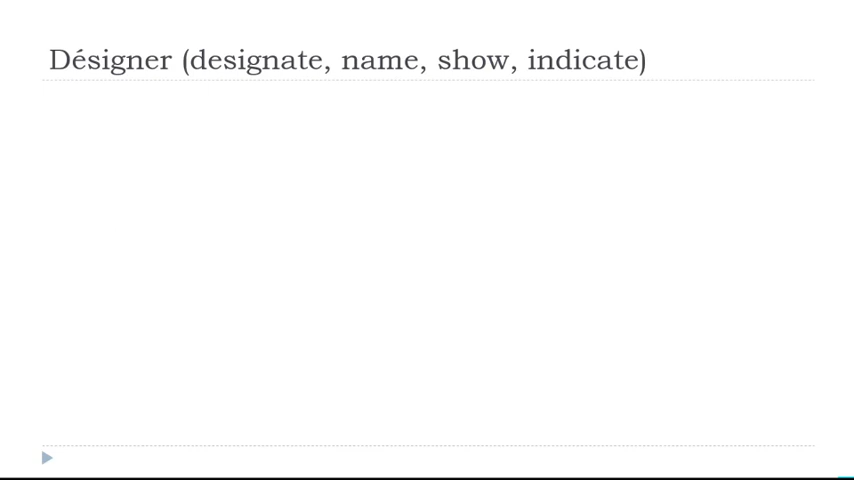 Désigner (designate, name, show, indicate)